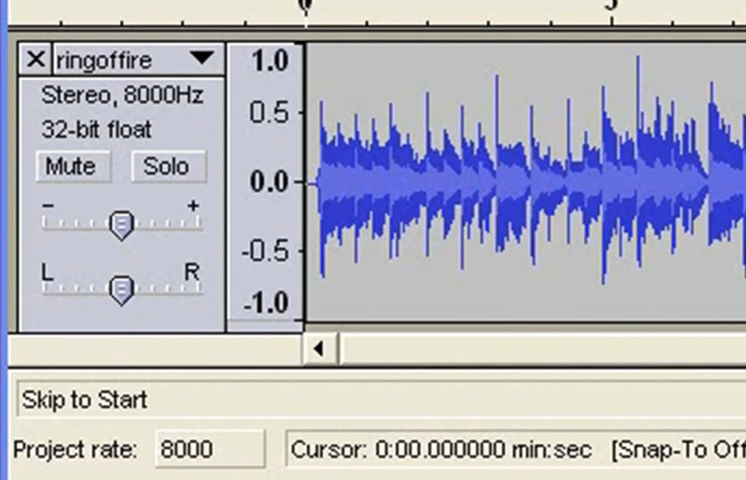 ringoffire
Stereo, 8000Hz
32-bit float
Mute Solo
- +
L R
1.0
0.5
0.0
-0.5
-1.0
Skip to Start
Project rate: 8000 Cursor: 0:00.000000 min:sec [Snap-To Off